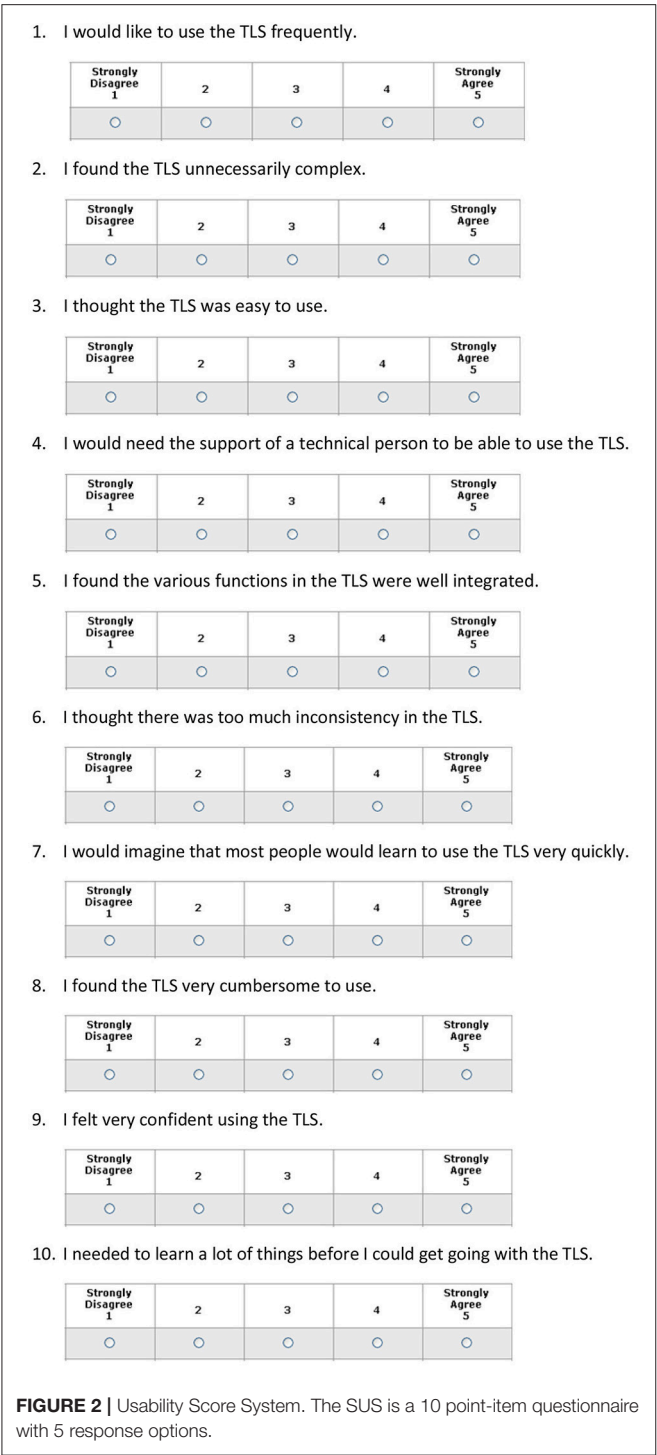 1. I would like to use the TLS frequently.
Strongly
Disagree
1 2 3 4 Strongly
Agree
5
2. I found the TLS unnecessarily complex.
Strongly
Disagree
1 2 3 4 Strongly
Agree
5
3. I thought the TLS was easy to use.
Strongly
Disagree
1 2 3 4 Strongly
Agree
5
4. I would need the support of a technical person to be able to use the TLS.
Strongly
Disagree
1 2 3 4 Strongly
Agree
5
5. I found the various functions in the TLS were well integrated.
Strongly
Disagree
1 2 3 4 Strongly
Agree
5
6. I thought there was too much inconsistency in the TLS.
Strongly
Disagree
1 2 3 4 Strongly
Agree
5
7. I would imagine that most people would learn to use the TLS very quickly.
Strongly
Disagree
1 2 3 4 Strongly
Agree
5
8. I found the TLS very cumbersome to use.
Strongly
Disagree
1 2 3 4 Strongly
Agree
5
9. I felt very confident using the TLS.
Strongly
Disagree
1 2 3 4 Strongly
Agree
5
10. I needed to learn a lot of things before I could get going with the TLS.
Strongly
Disagree
1 2 3 4 Strongly
Agree
5
FIGURE 2 | Usability Score System. The SUS is a 10 point-item questionnaire
with 5 response options.